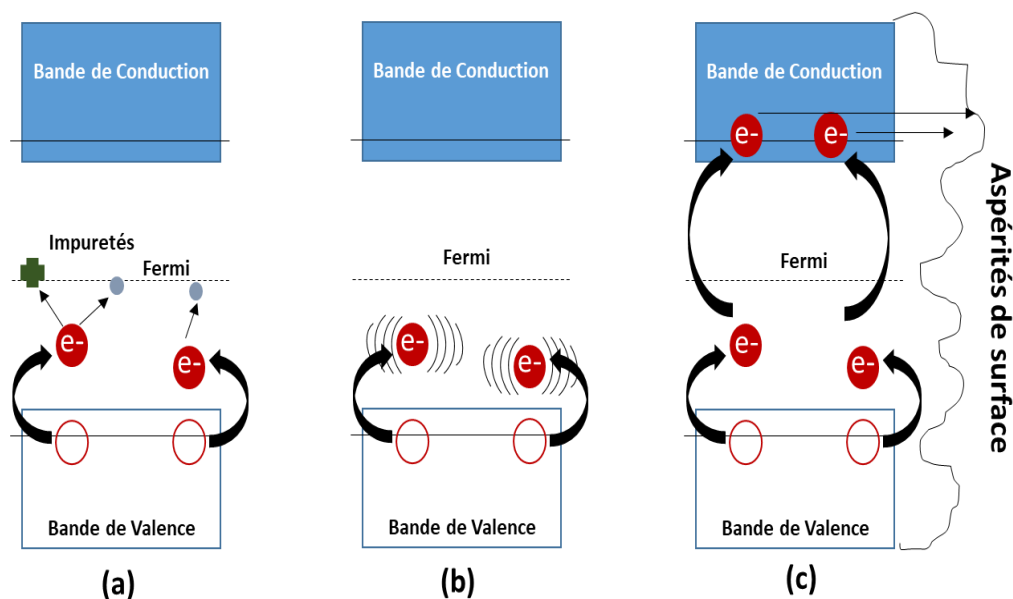 Bande de Conduction
Impuretés
Fermi
e-
e-
Bande de Valence
(a)
Bande de Conduction
Fermi
e-
e-
Bande de Valence
(b)
Bande de Conduction
e-
e-
Fermi
e-
e-
Bande de Valence
(c)
Aspérités de surface